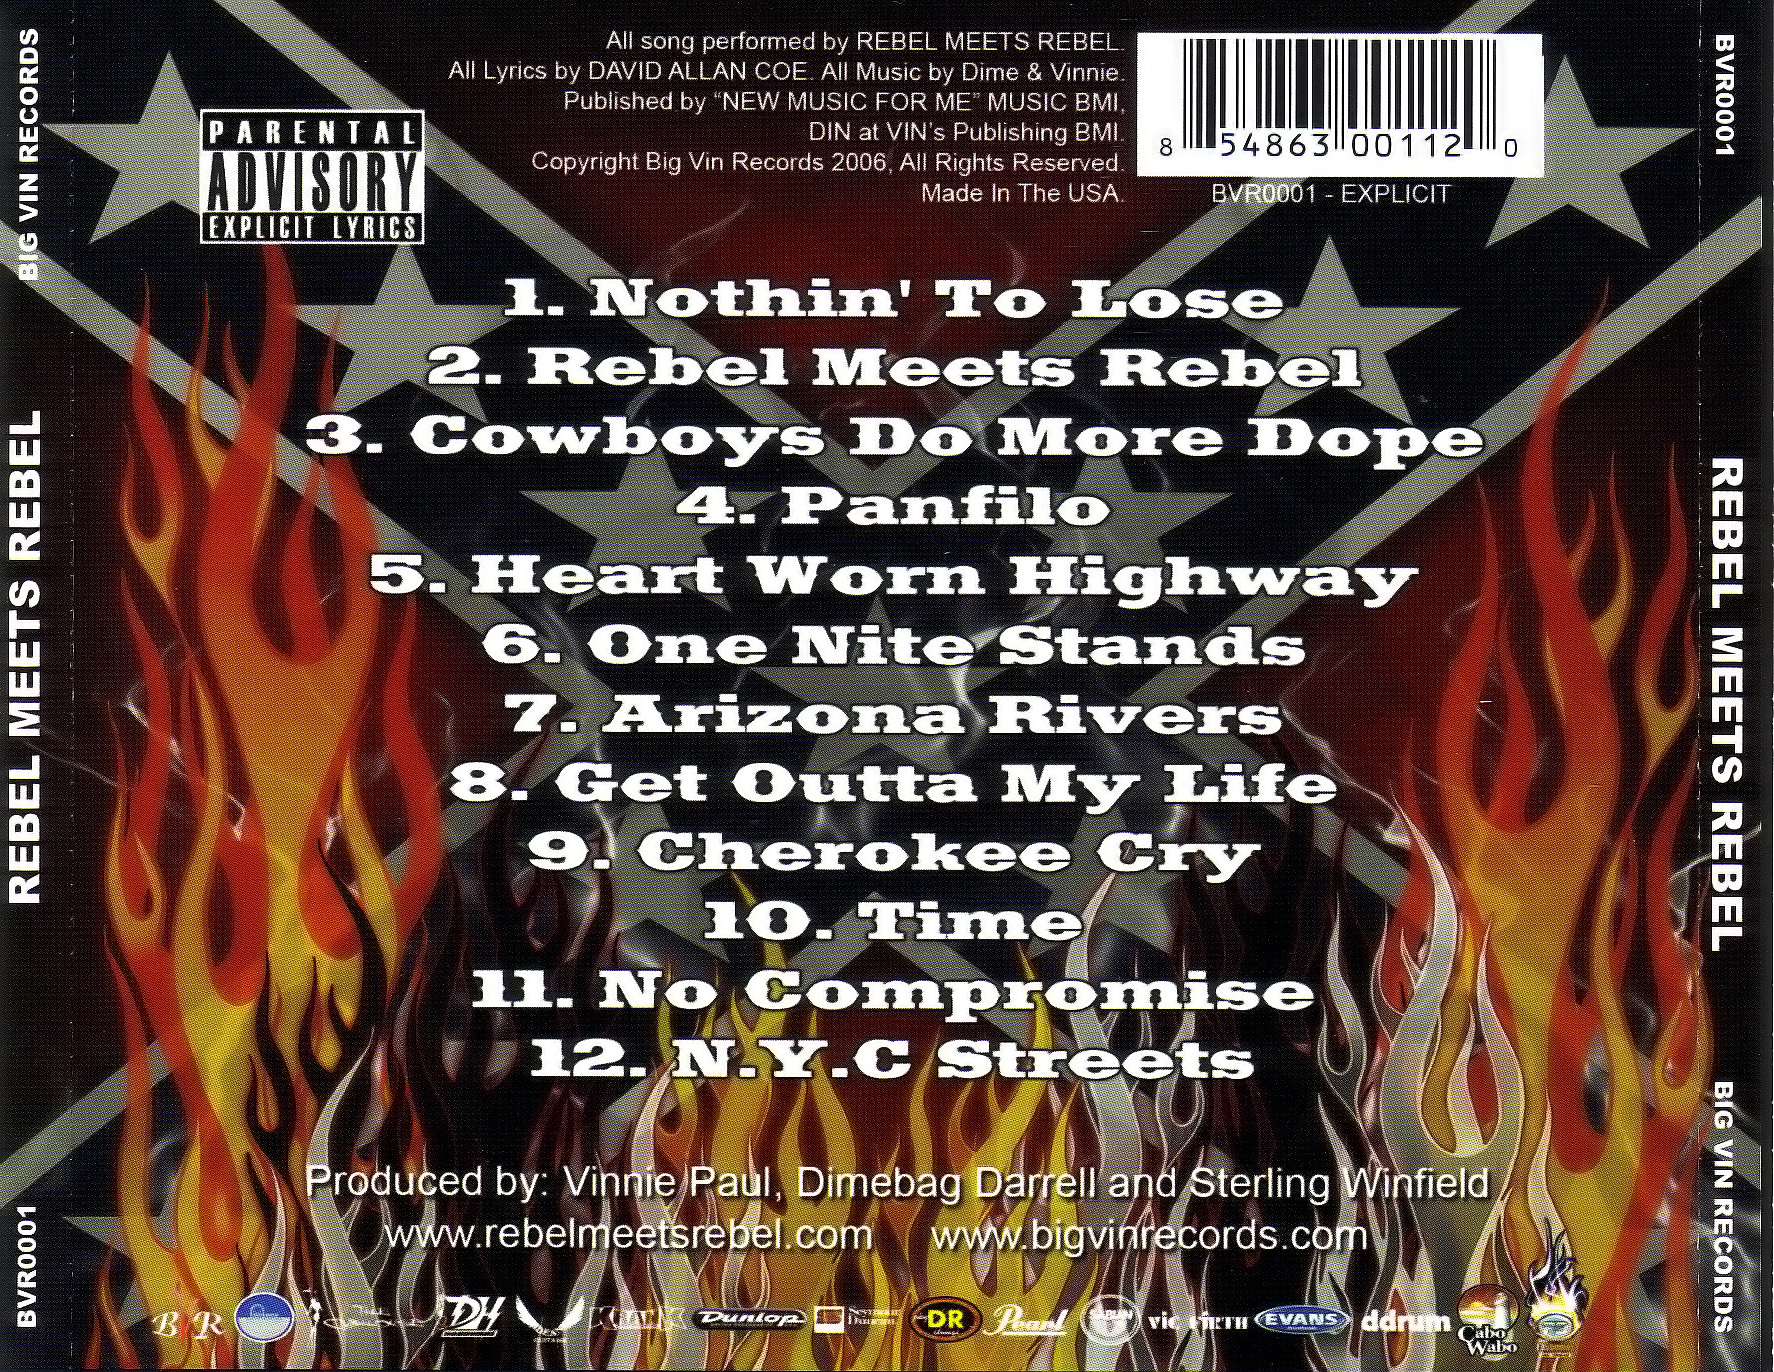 BIG VIN RECORDS
REBEL MEETS REBEL
BVR0001
PARENTAL
ADVISORY
EXPLICIT LYRICS
All song performed by REBEL MEETS REBEL.
All Lyrics by DAVID ALLAN COE. All Music by Dime & Vinnie.
Published by “NEW MUSIC FOR ME” MUSIC BMI,
DIN at VIN's Publishing BMI.
Copyright Big Vin Records 2006, All Rights Reserved.
Made In The USA.
8 54863 00112 0
BVR0001 - EXPLICIT
1. Nothin' To Lose
2. Rebel Meets Rebel
3. Cowboys Do More Dope
4. Panfilo
5. Heart Worn Highway
6. One Nite Stands
7. Arizona Rivers
8. Get Outta My Life
9. Cherokee Cry
10. Time
11. No Compromise
12. N.Y.C Streets
Produced by: Vinnie Paul, Dimebag Darrell and Sterling Winfield
www.rebelmeetsrebel.com www.bigvinrecords.com
BR DH DUNLOP SEYMOUR DUNCAN DR Pearl SABIAN VIC FIRTH EVANS ddrum Cabo Wabo
BVR0001
REBEL MEETS REBEL
BIG VIN RECORDS